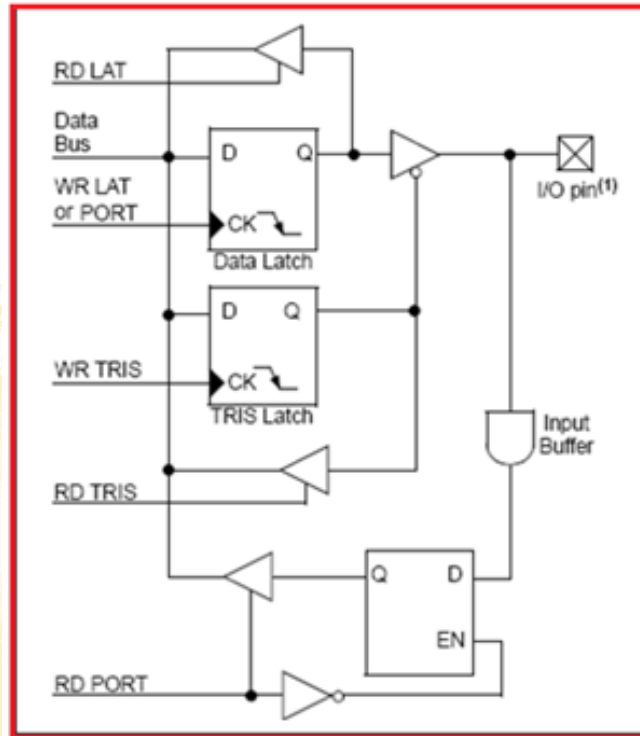 RD LAT
Data
Bus
D Q
I/O pin(1)
WR LAT
or PORT
CK
Data Latch
D Q
WR TRIS
CK
TRIS Latch
Input
Buffer
RD TRIS
Q D
EN
RD PORT